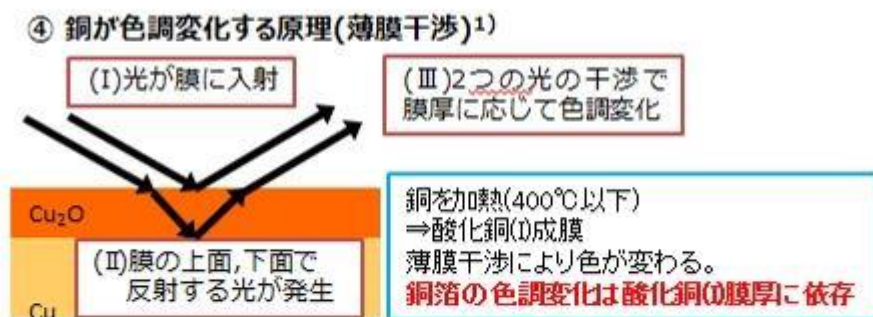 ④ 銅が色調変化する原理(薄膜干渉)¹⁾
(Ⅰ)光が膜に入射
(Ⅲ)2つの光の干渉で
膜厚に応じて色調変化
Cu₂O
(Ⅱ)膜の上面,下面で
反射する光が発生
Cu
銅を加熱(400℃以下)
⇒酸化銅(Ⅰ)成膜
薄膜干渉により色が変わる。
銅箔の色調変化は酸化銅(Ⅰ)膜厚に依存